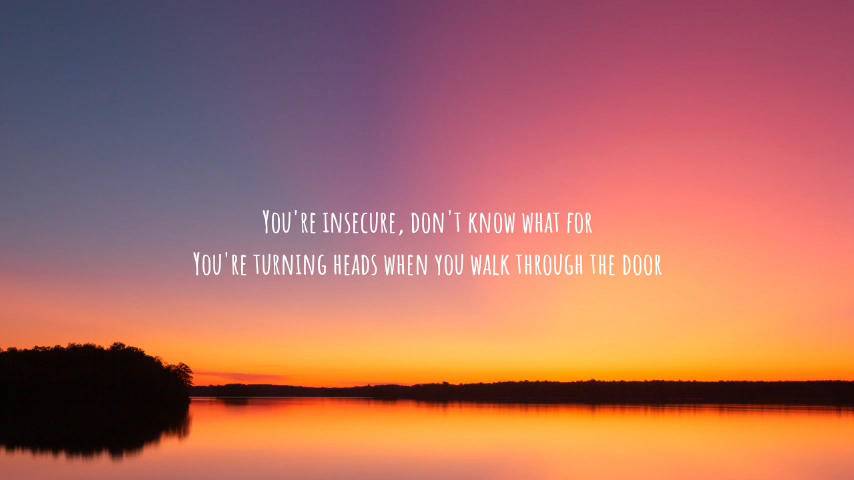 You're insecure, don't know what for
You're turning heads when you walk through the door